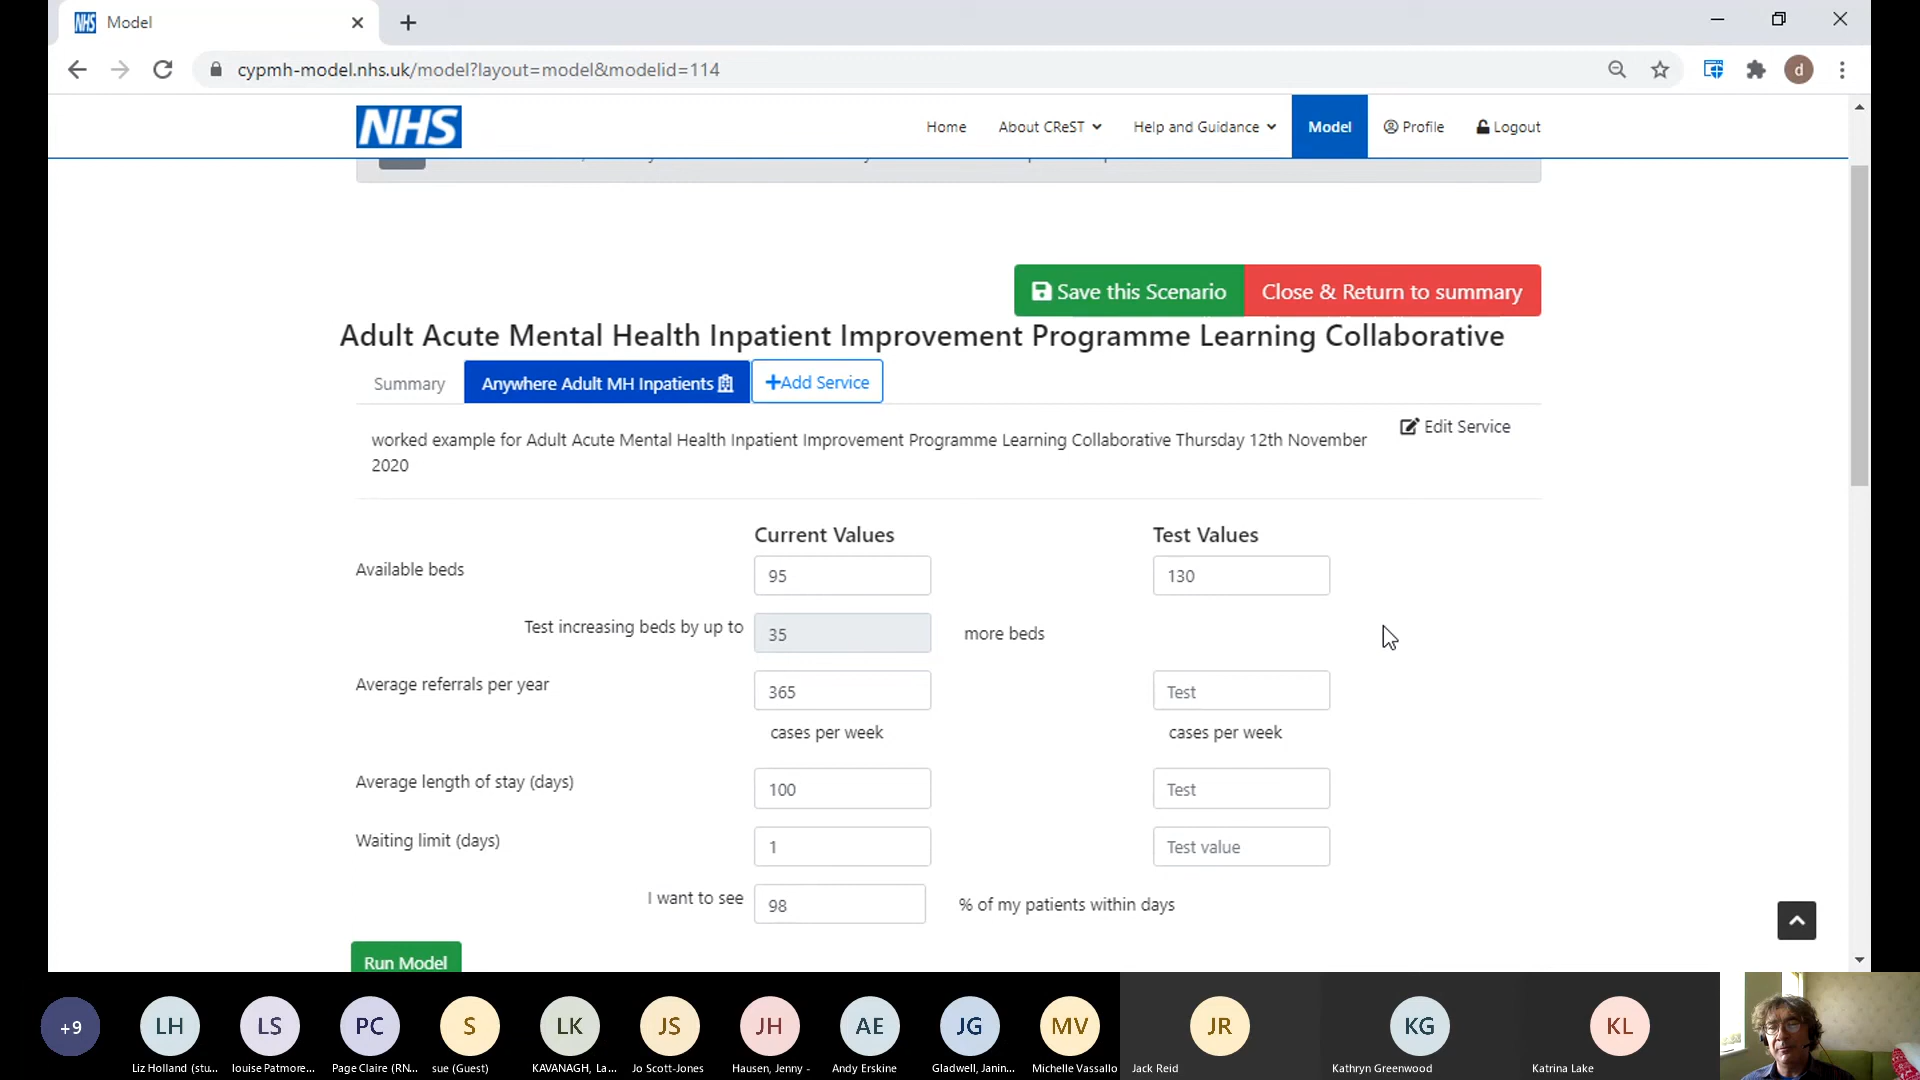 NHS Model
cypmh-model.nhs.uk/model?layout=model&modelid=114
d
NHS
Home
About CReST
Help and Guidance
Model
Profile
Logout
Save this Scenario
Close & Return to summary
Adult Acute Mental Health Inpatient Improvement Programme Learning Collaborative
Summary
Anywhere Adult MH Inpatients
+Add Service
worked example for Adult Acute Mental Health Inpatient Improvement Programme Learning Collaborative Thursday 12th November
2020
Edit Service
Current Values
Test Values
Available beds
95
130
Test increasing beds by up to
35
more beds
Average referrals per year
365
Test
cases per week
cases per week
Average length of stay (days)
100
Test
Waiting limit (days)
1
Test value
I want to see
98
% of my patients within days
Run Model
+9
LH
LS
PC
S
LK
JS
JH
AE
JG
MV
JR
KG
KL
Liz Holland (stu...
louise Patmore...
Page Claire (RN...
sue (Guest)
KAVANAGH, La...
Jo Scott-Jones
Hausen, Jenny -
Andy Erskine
Gladwell, Janin...
Michelle Vassallo
Jack Reid
Kathryn Greenwood
Katrina Lake